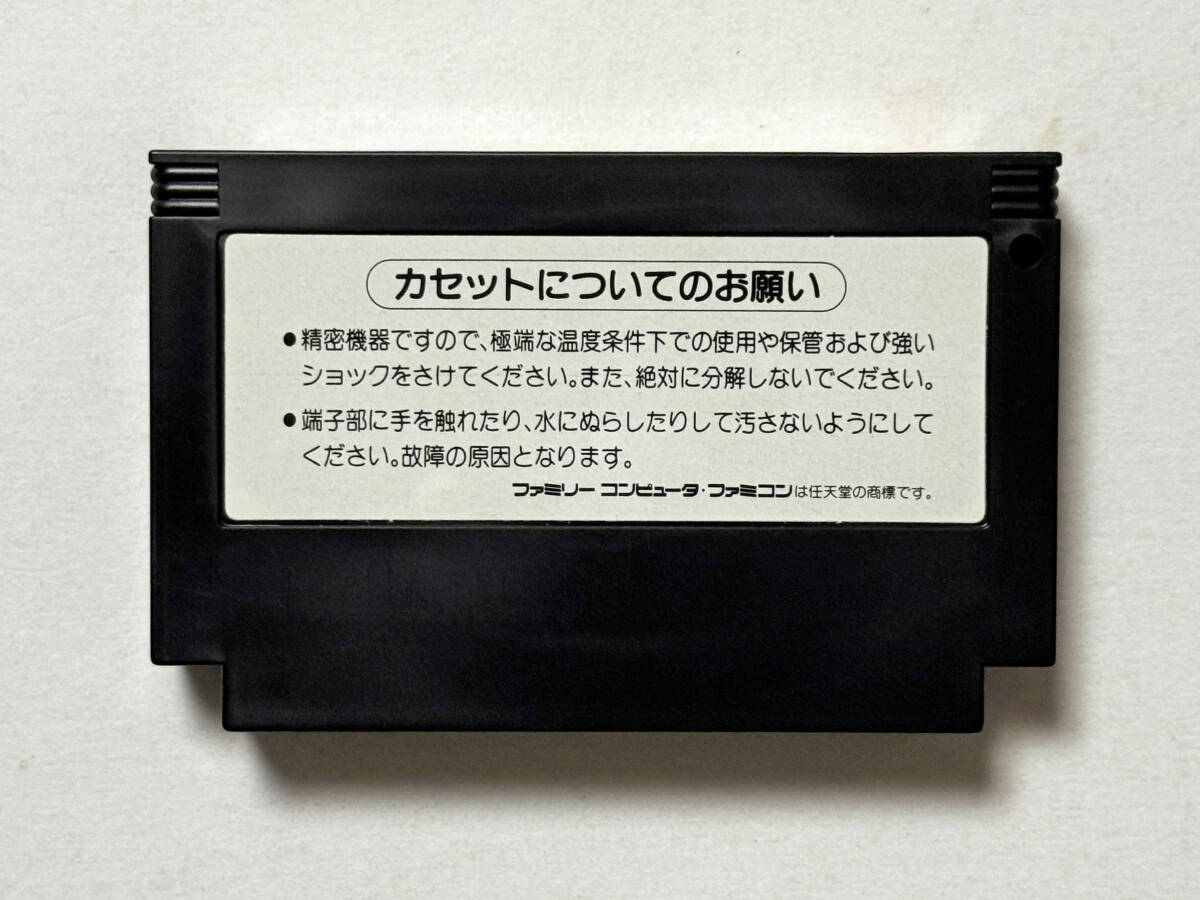 カセットについてのお願い
●精密機器ですので、極端な温度条件下での使用や保管および強い
ショックをさけてください。また、絶対に分解しないでください。
●端子部に手を触れたり、水にぬらしたりして汚さないようにして
ください。故障の原因となります。
ファミリーコンピュータ・ファミコンは任天堂の商標です。